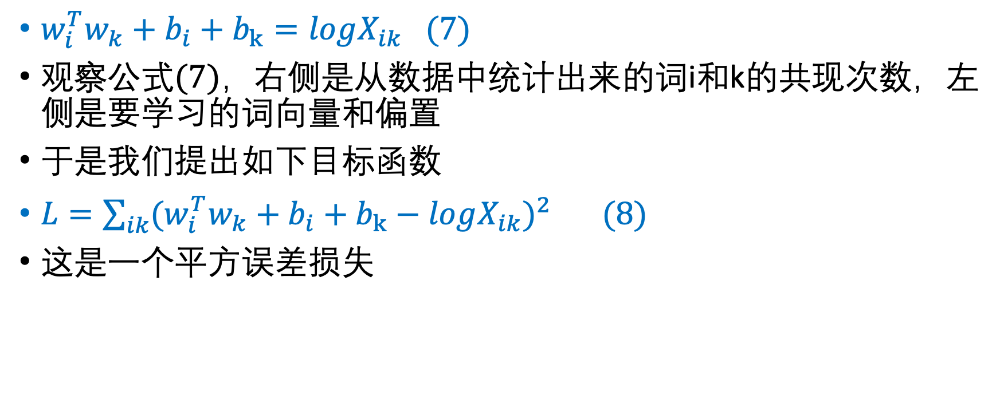 • $w_i^T w_k + b_i + b_\mathrm{k} = logX_{ik}$ (7)
• 观察公式(7)，右侧是从数据中统计出来的词i和k的共现次数，左
侧是要学习的词向量和偏置
• 于是我们提出如下目标函数
• $L = \sum_{ik}(w_i^T w_k + b_i + b_\mathrm{k} - logX_{ik})^2$ (8)
• 这是一个平方误差损失